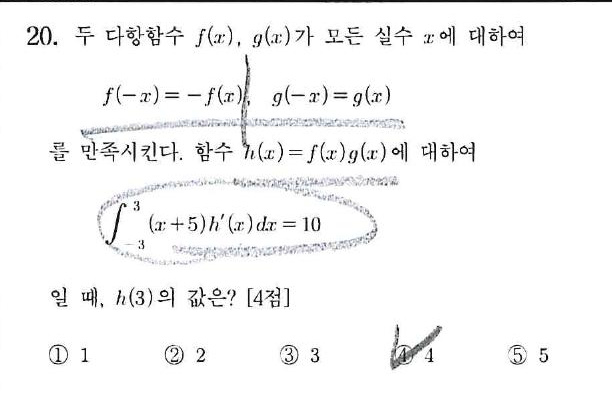 20. 두 다항함수 f(x), g(x)가 모든 실수 x에 대하여
f(-x)=-f(x), g(-x)=g(x)
를 만족시킨다. 함수 h(x)=f(x)g(x)에 대하여
∫_{-3}^{3} (x+5)h′(x)dx=10
일 때, h(3)의 값은? [4점]
① 1 ② 2 ③ 3 ④ 4 ⑤ 5